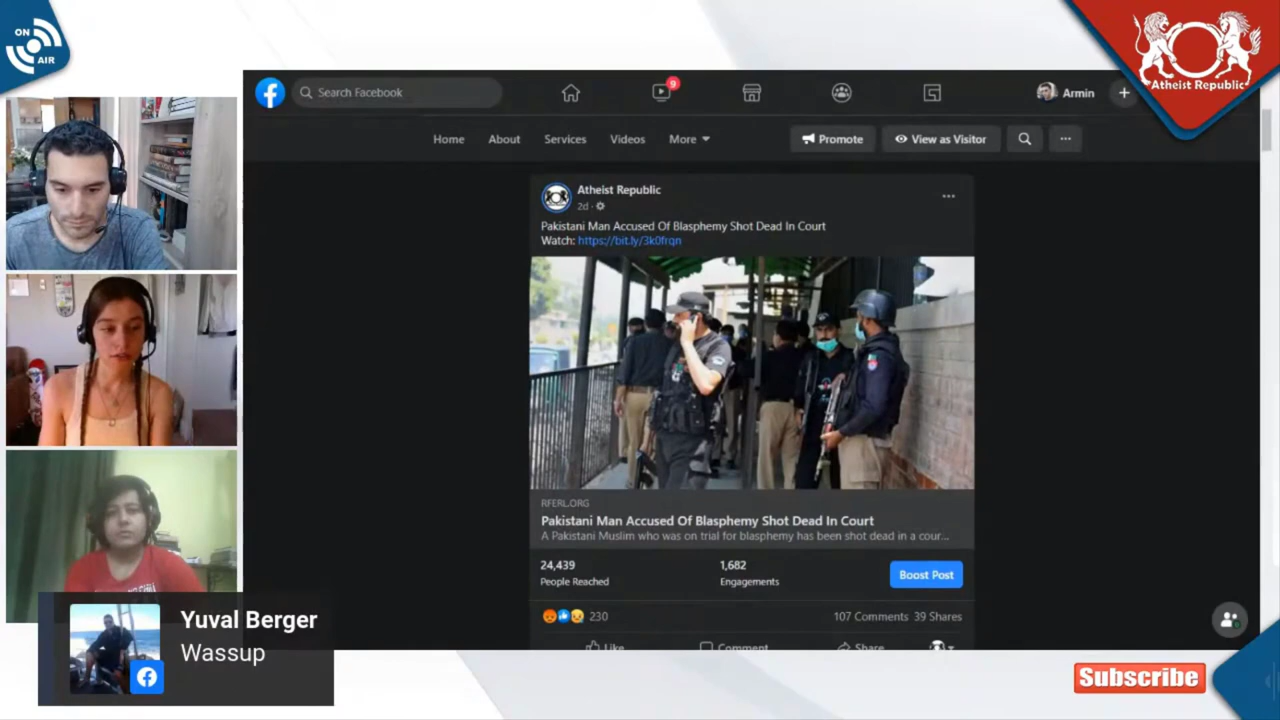 ON
AIR
Atheist Republic
Search Facebook
9
Armin
Home About Services Videos More
Promote View as Visitor
Atheist Republic
2d
Pakistani Man Accused Of Blasphemy Shot Dead In Court
Watch: https://bit.ly/3k0frqn
RFERL.ORG
Pakistani Man Accused Of Blasphemy Shot Dead In Court
A Pakistani Muslim who was on trial for blasphemy has been shot dead in a cour...
24,439
People Reached
1,682
Engagements
Boost Post
230
107 Comments 39 Shares
Like Comment Share
Yuval Berger
Wassup
Subscribe